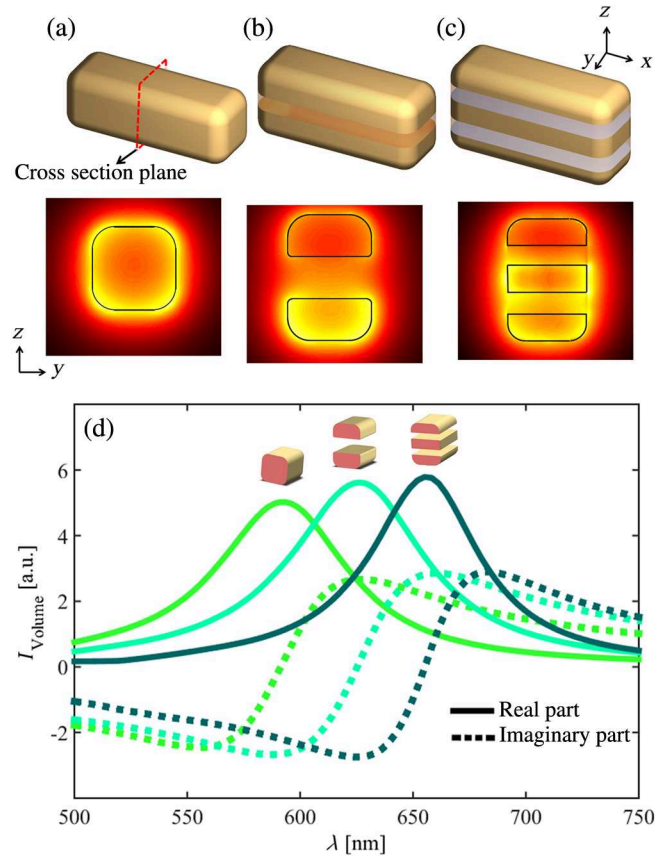 (a)
(b)
(c)
z
y
x
Cross section plane
z
y
(d)
6
4
2
0
-2
I Volume [a.u.]
Real part
Imaginary part
500
550
600
650
700
750
λ [nm]